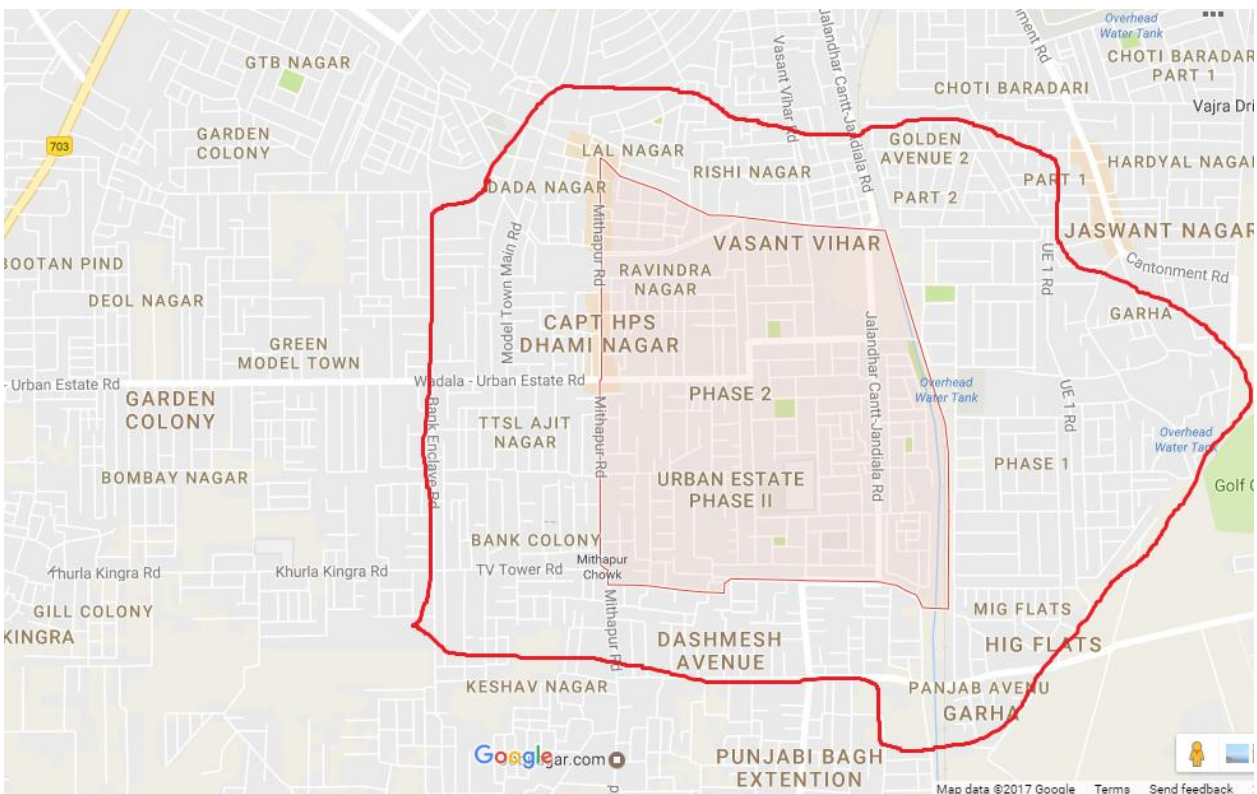 Overhead
Water Tank
ment Rd
GTB NAGAR
CHOTI BARADARI
PART 1
CHOTI BARADARI
Vasant Vihar Rd
Jalandhar Cantt-Jandiala Rd
Vajra Dri
703
GARDEN
COLONY
LAL NAGAR
GOLDEN
AVENUE 2
HARDYAL NAGAR
RISHI NAGAR
DADA NAGAR
PART 2
PART 1
Mithapur Rd
JASWANT NAGAR
VASANT VIHAR
Model Town Main Rd
BOOTAN PIND
RAVINDRA
NAGAR
UE 1 Rd
Cantonment Rd
DEOL NAGAR
GARHA
CAPT HPS
DHAMI NAGAR
GREEN
MODEL TOWN
Jalandhar Cantt-Jandiala Rd
- Urban Estate Rd
Wadala - Urban Estate Rd
PHASE 2
Overhead
Water Tank
UE 1 Rd
GARDEN
COLONY
Bank Enclave Rd
Mithapur Rd
TTSL AJIT
NAGAR
Overhead
Water Tank
PHASE 1
BOMBAY NAGAR
URBAN ESTATE
PHASE II
Golf C
BANK COLONY
Mithapur
Chowk
Khurla Kingra Rd
Khurla Kingra Rd
TV Tower Rd
GILL COLONY
KINGRA
Mithapur Rd
MIG FLATS
DASHMESH
AVENUE
HIG FLATS
KESHAV NAGAR
PANJAB AVENU
GARHA
Google
gar.com
PUNJABI BAGH
EXTENTION
Map data ©2017 Google Terms Send feedback